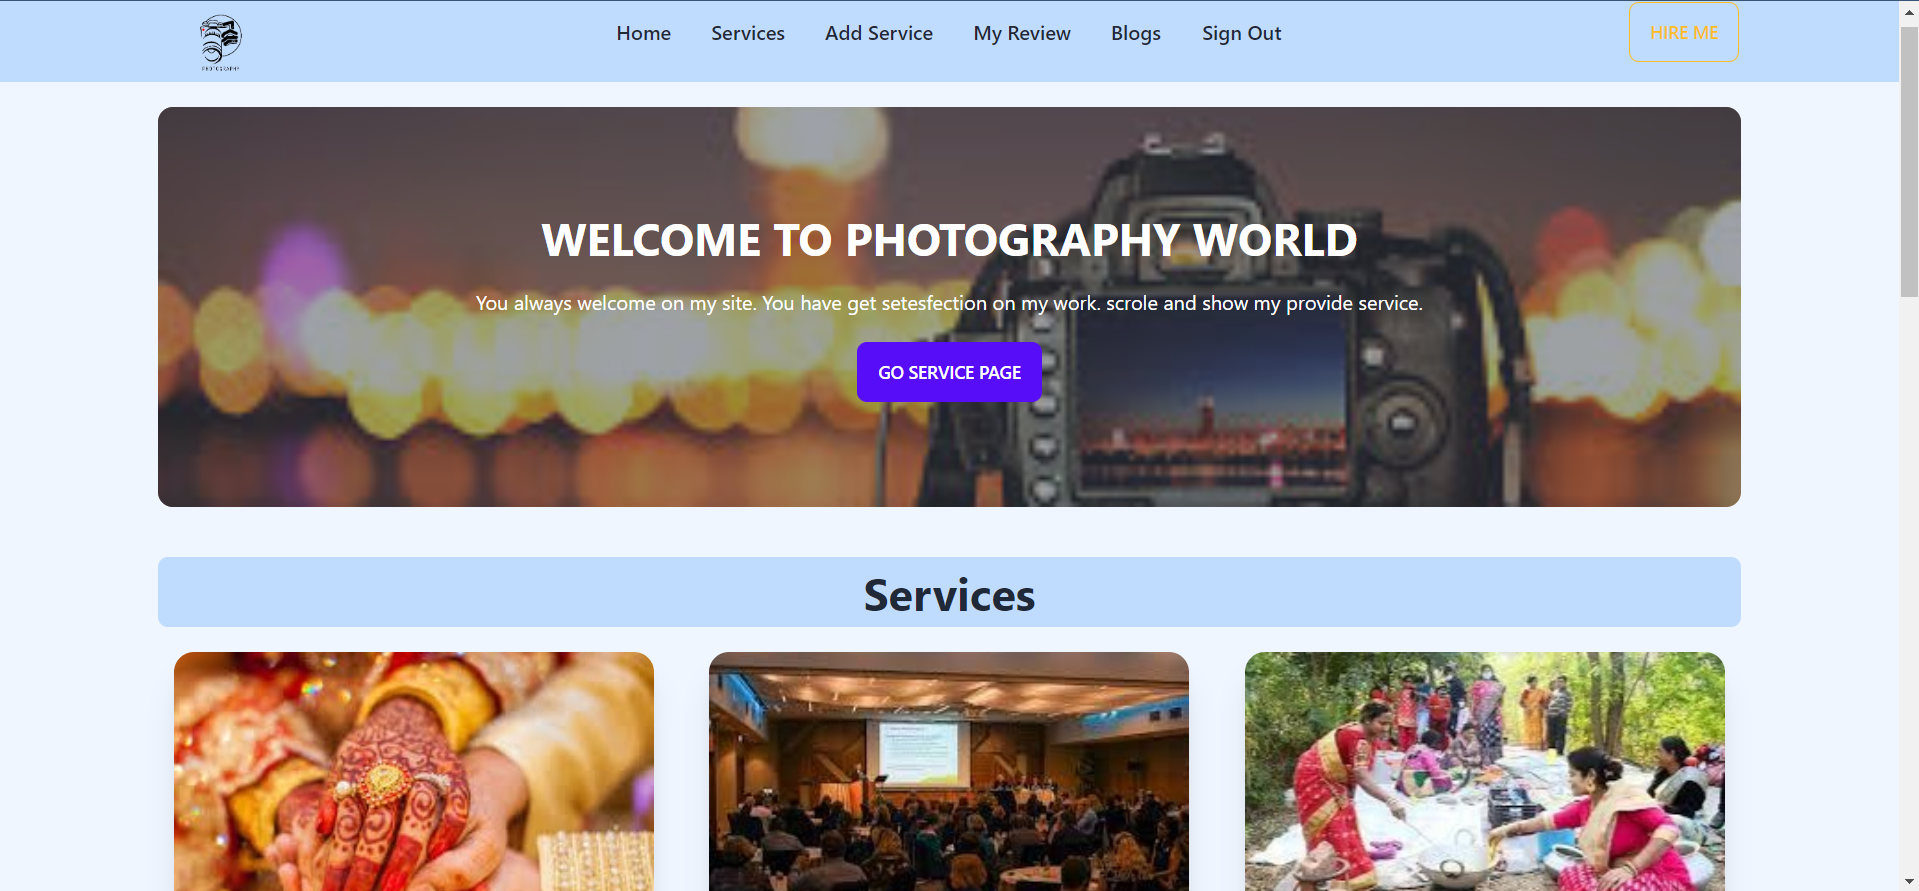 PHOTOGRAPHY
Home
Services
Add Service
My Review
Blogs
Sign Out
HIRE ME
WELCOME TO PHOTOGRAPHY WORLD
You always welcome on my site. You have get setesfection on my work. scrole and show my provide service.
GO SERVICE PAGE
Services